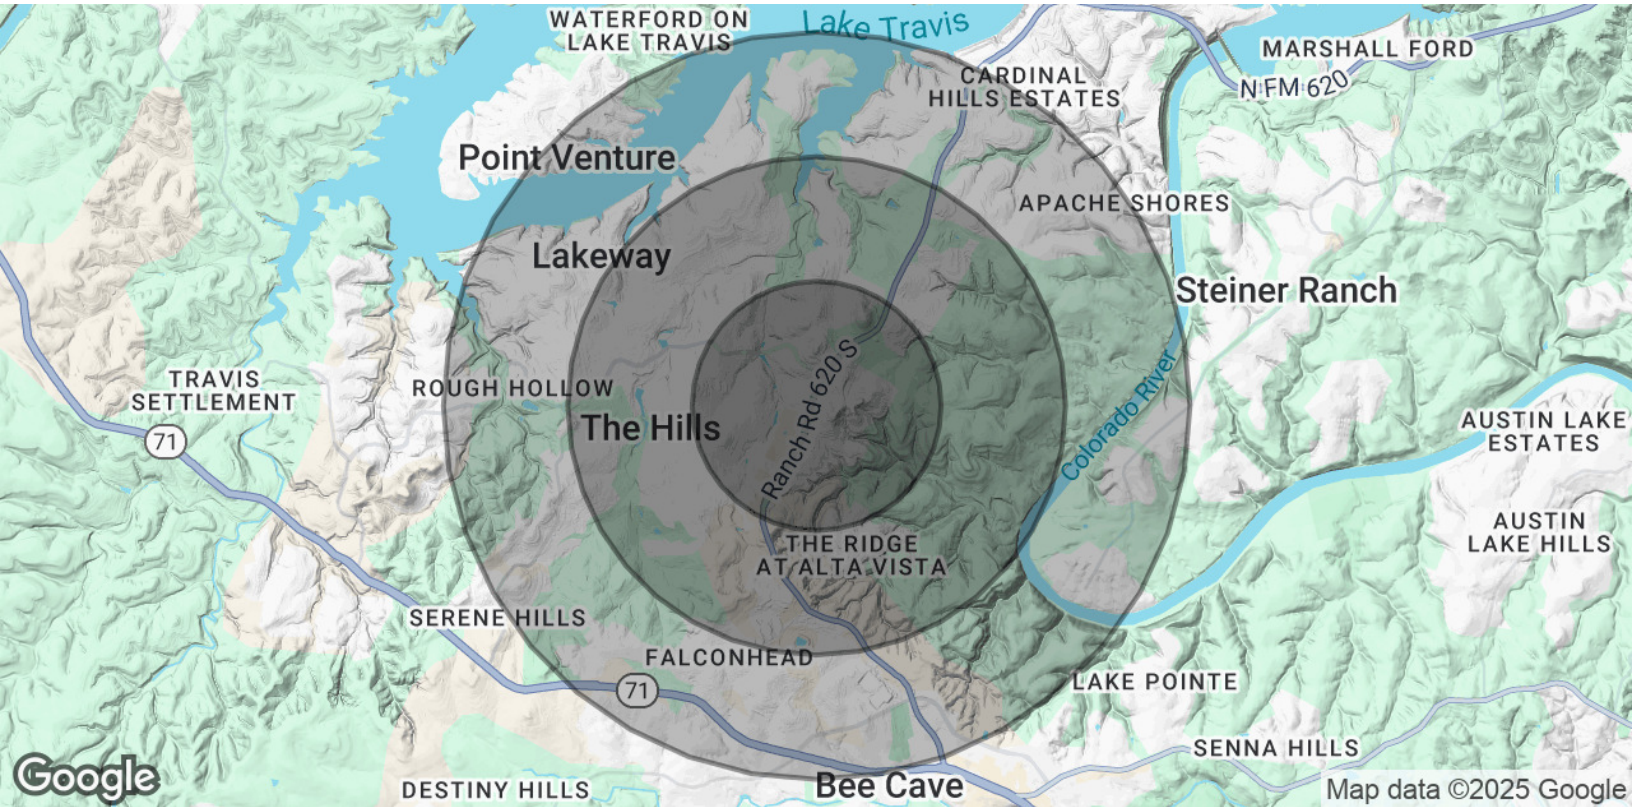 WATERFORD ON
LAKE TRAVIS
Lake Travis
MARSHALL FORD
CARDINAL
HILLS ESTATES
N FM 620
Point Venture
APACHE SHORES
Lakeway
Steiner Ranch
Ranch Rd 620 S
Colorado River
TRAVIS
SETTLEMENT
ROUGH HOLLOW
The Hills
71
AUSTIN LAKE
ESTATES
AUSTIN
LAKE HILLS
THE RIDGE
AT ALTA VISTA
SERENE HILLS
FALCONHEAD
71
LAKE POINTE
SENNA HILLS
Google
DESTINY HILLS
Bee Cave
Map data ©2025 Google